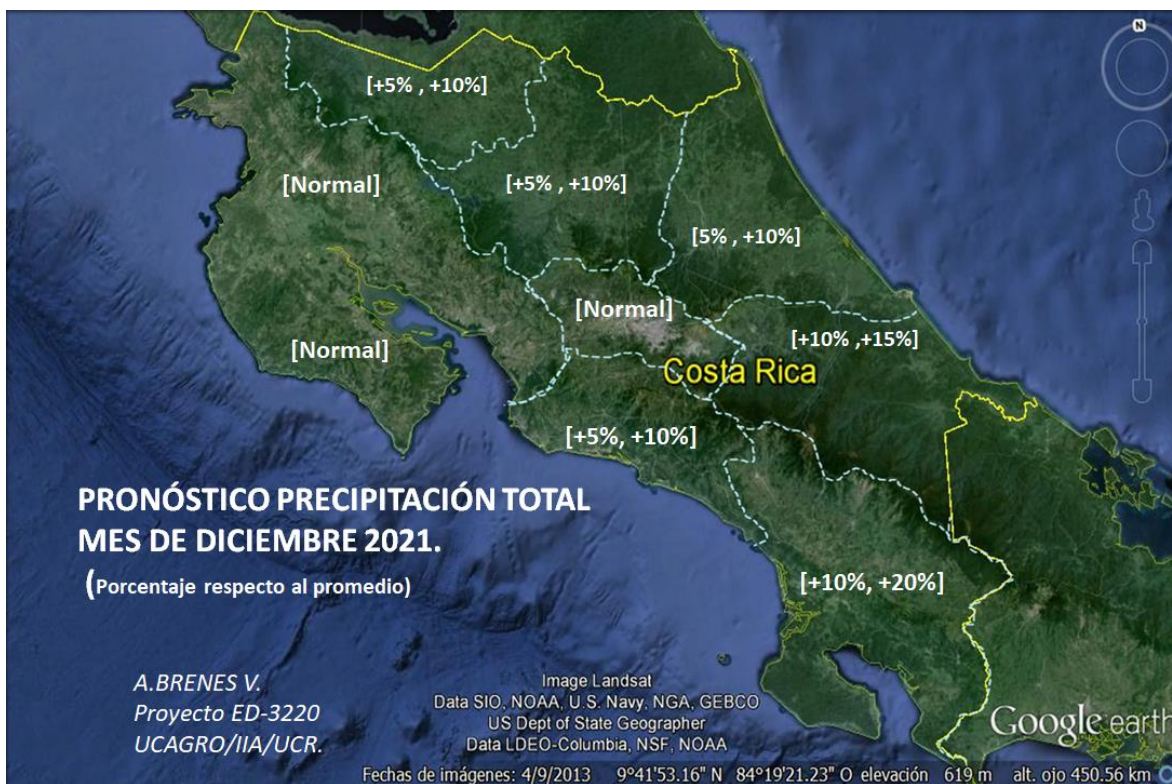 N
[+5% , +10%]
[Normal]
[+5% , +10%]
[5% , +10%]
[Normal]
[+10% ,+15%]
[Normal]
Costa Rica
[+5%, +10%]
PRONÓSTICO PRECIPITACIÓN TOTAL
MES DE DICIEMBRE 2021.
(Porcentaje respecto al promedio)
[+10%, +20%]
A.BRENES V.
Proyecto ED-3220
UCAGRO/IIA/UCR.
Image Landsat
Data SIO, NOAA, U.S. Navy, NGA, GEBCO
US Dept of State Geographer
Data LDEO-Columbia, NSF, NOAA
Google earth
Fechas de imágenes: 4/9/2013 9°41'53.16" N 84°19'21.23" O elevación 619 m alt. ojo 450.56 km